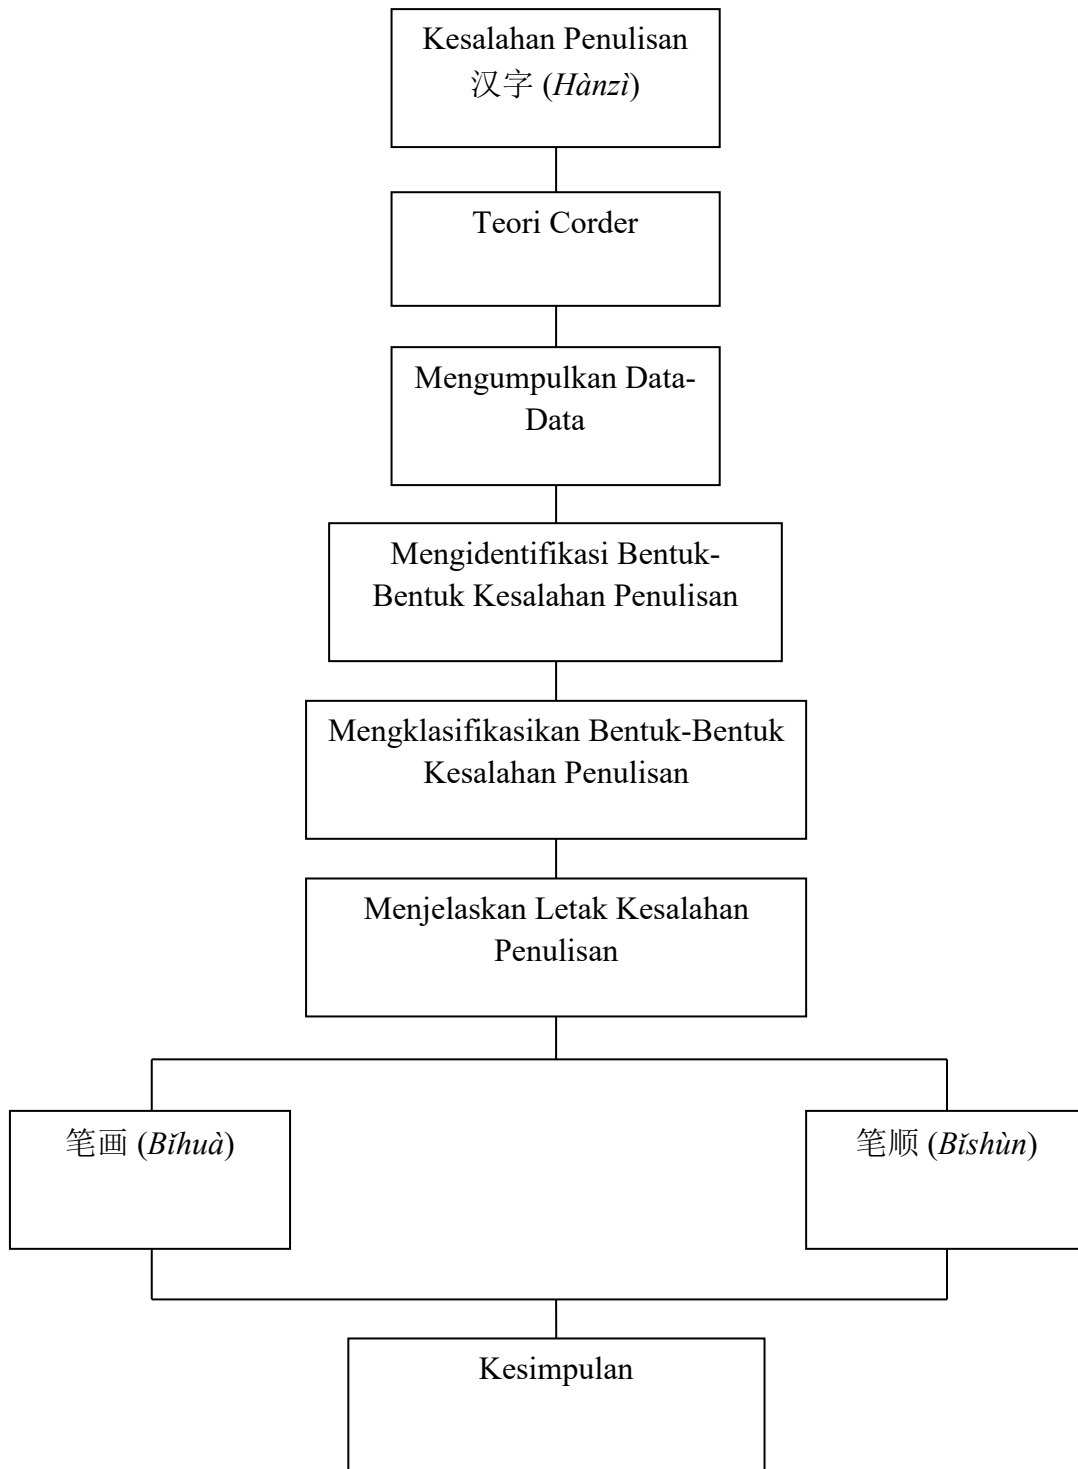 Kesalahan Penulisan
汉字 (Hànzì)
Teori Corder
Mengumpulkan Data-
Data
Mengidentifikasi Bentuk-
Bentuk Kesalahan Penulisan
Mengklasifikasikan Bentuk-Bentuk
Kesalahan Penulisan
Menjelaskan Letak Kesalahan
Penulisan
笔画 (Bǐhuà)
笔顺 (Bǐshùn)
Kesimpulan